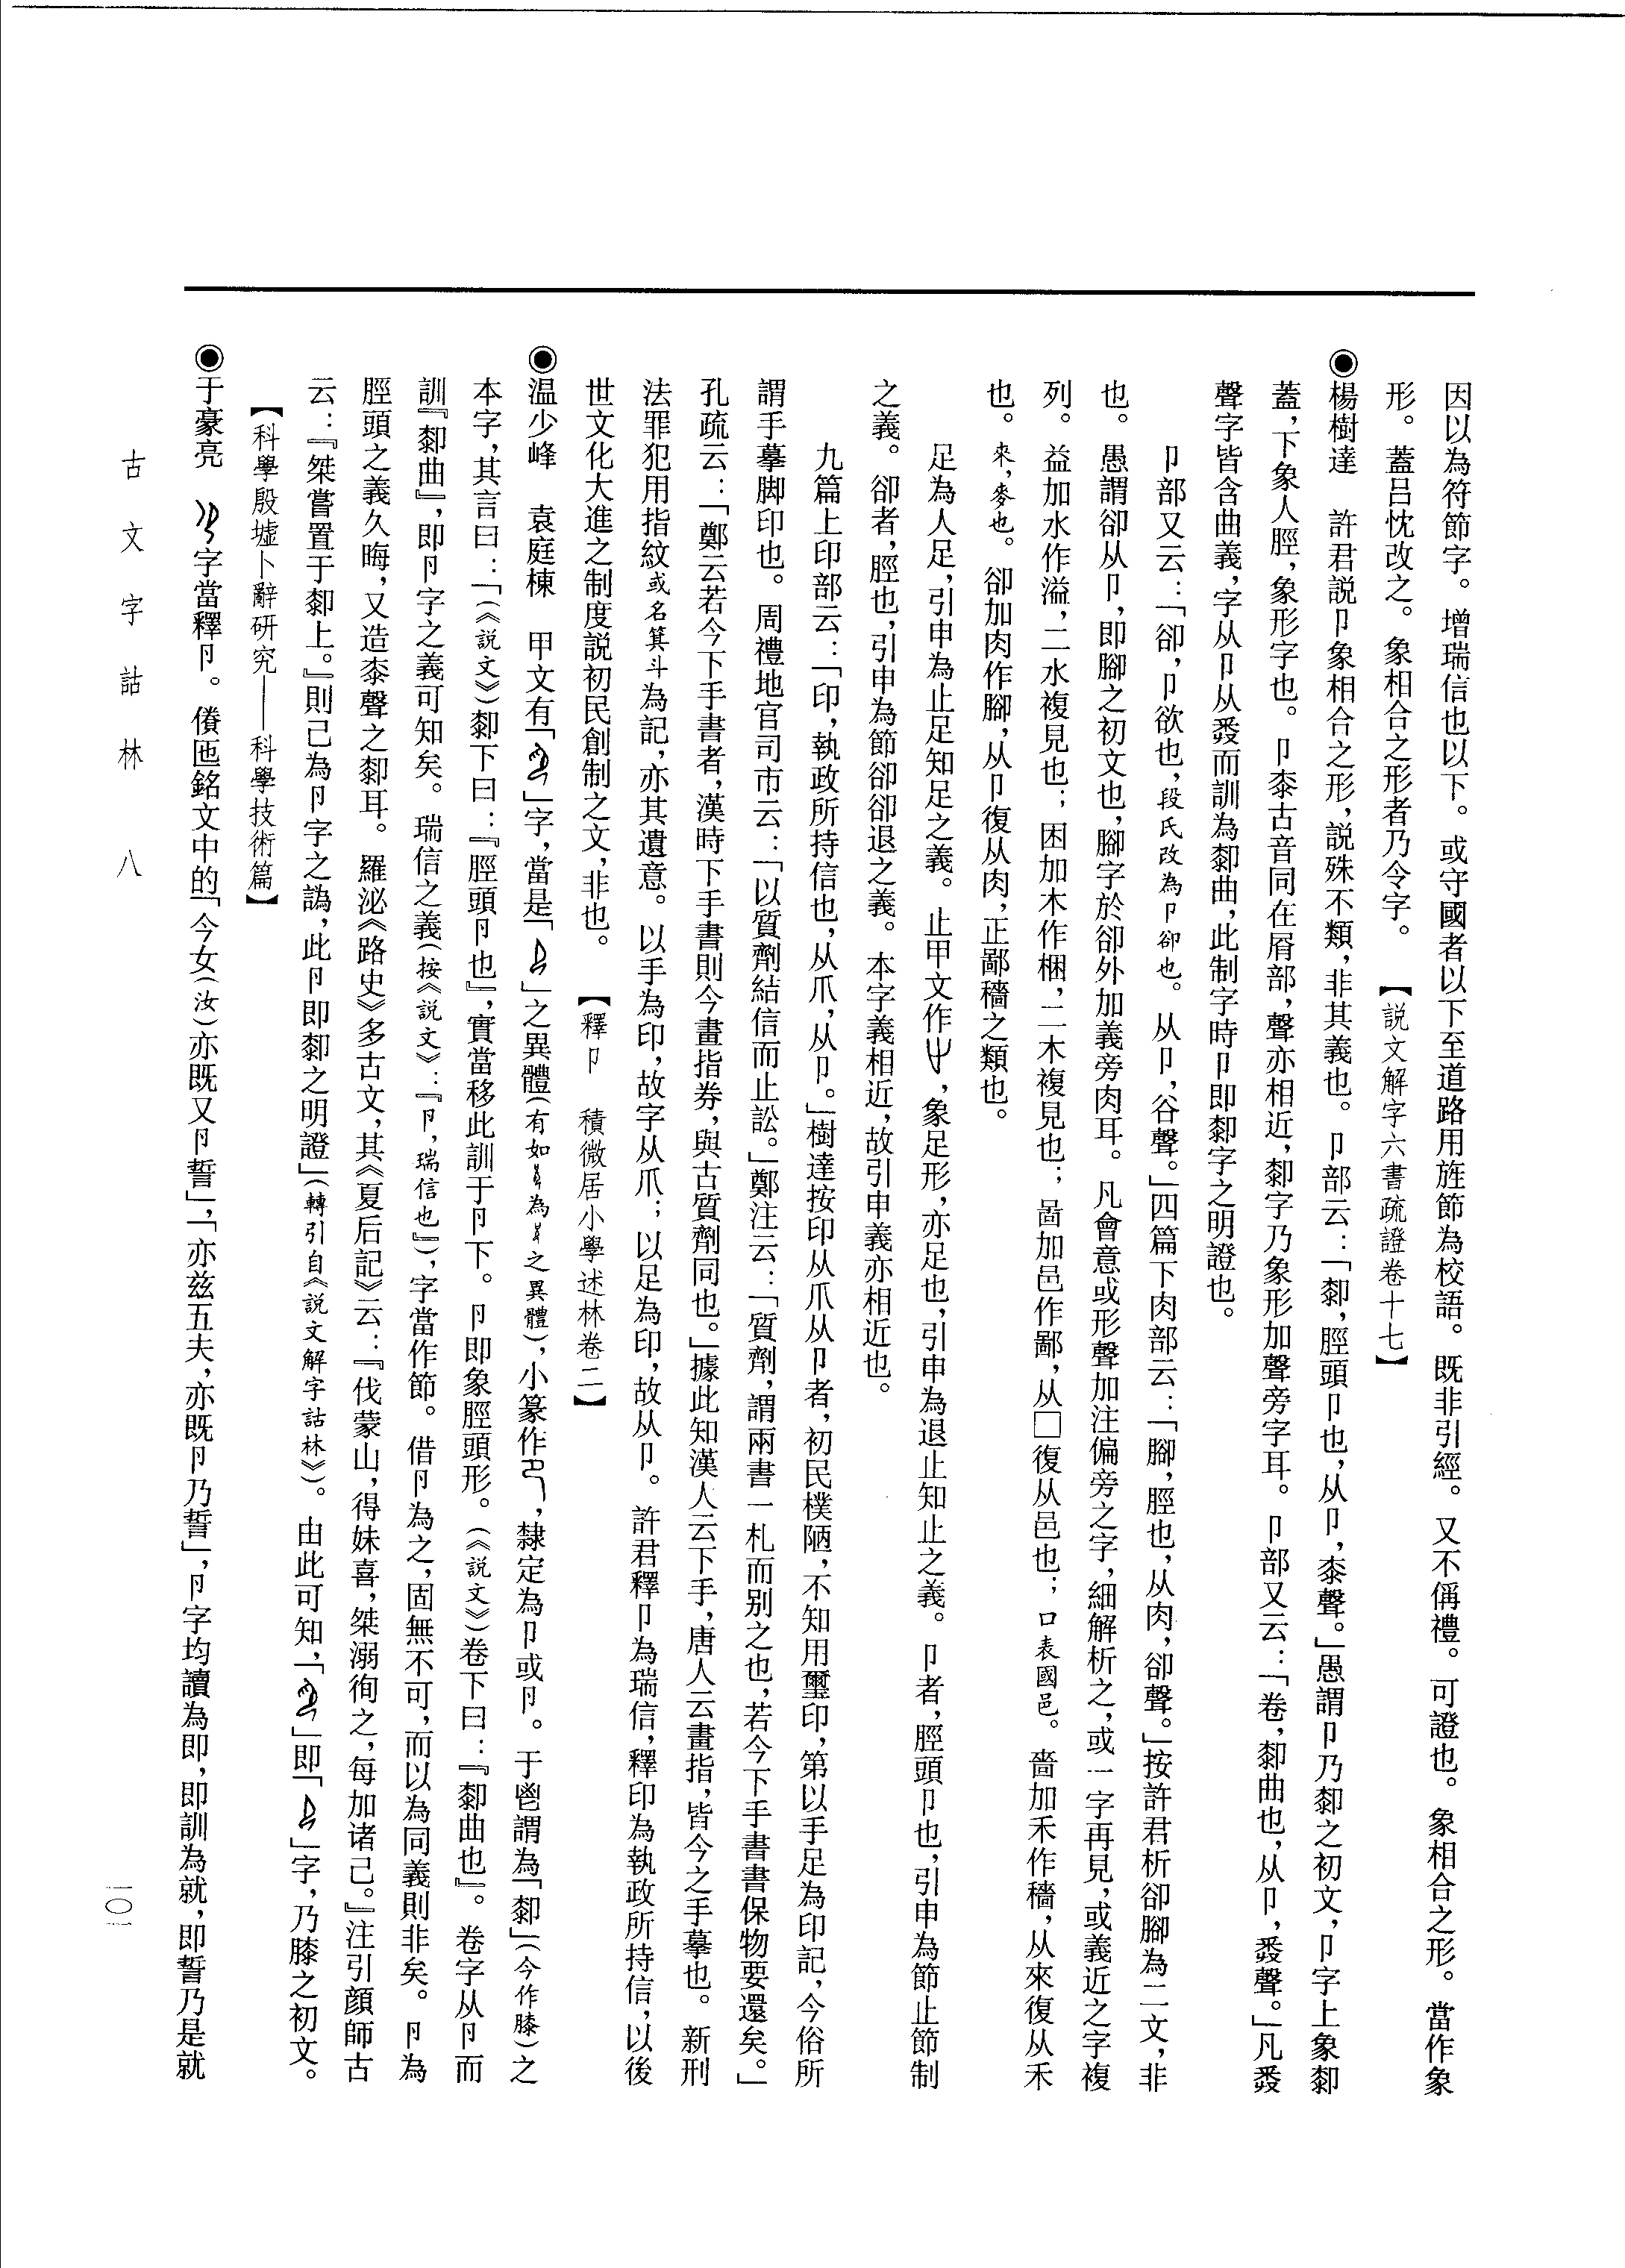 因以為符節字。增瑞信也以下。或守國者以下至道路用旌節為校語。既非引經。又不偁禮。可證也。象相合之形。當作象
形。蓋呂忱改之。象相合之形者乃令字。【説文解字六書疏證卷十七】
◉楊樹達 許君説卩象相合之形，説殊不類，非其義也。卩部云：「厀，脛頭卩也，从卩，桼聲。」愚謂卩乃厀之初文，卩字上象厀
蓋，下象人脛，象形字也。卩桼古音同在屑部，聲亦相近，厀字乃象形加聲旁字耳。卩部又云：「卷，厀曲也，从卩，𢍏聲。」凡𢍏
聲字皆含曲義，字从卩从𢍏而訓為厀曲，此制字時卩即厀字之明證也。
卩部又云：「卻，卩欲也，段氏改為卩卻也。从卩，谷聲。」四篇下肉部云：「腳，脛也，从肉，卻聲。」按許君析卻腳為二文，非
也。愚謂卻从卩，即腳之初文也，腳字於卻外加義旁肉耳。凡會意或形聲加注偏旁之字，細解析之，或一字再見，或義近之字複
列。益加水作溢，二水複見也；困加木作梱，二木複見也；啚加邑作鄙，从囗復从邑也；口表國邑。嗇加禾作穡，从來復从禾
也。來，麥也。卻加肉作腳，从卩復从肉，正鄙穡之類也。
足為人足，引申為止足知足之義。止甲文作，象足形，亦足也，引申為退止知止之義。卩者，脛頭卩也，引申為節止節制
之義。卻者，脛也，引申為節卻卻退之義。本字義相近，故引申義亦相近也。
九篇上印部云：「印，執政所持信也，从爪，从卩。」樹達按印从爪从卩者，初民樸陋，不知用璽印，第以手足為印記，今俗所
謂手摹脚印也。周禮地官司市云：「以質劑結信而止訟。」鄭注云：「質劑，謂兩書一札而别之也，若今下手書書保物要還矣。」
孔疏云：「鄭云若今下手書者，漢時下手書則今畫指券，與古質劑同也。」據此知漢人云下手，唐人云畫指，皆今之手摹也。新刑
法罪犯用指紋或名箕斗為記，亦其遺意。以手為印，故字从爪；以足為印，故从卩。許君釋卩為瑞信，釋印為執政所持信，以後
世文化大進之制度説初民創制之文，非也。【釋卩 積微居小學述林卷二】
◉温少峰 袁庭棟 甲文有「」字，當是「」之異體（有如為之異體），小篆作，隸定為卩或卪。于鬯謂為「厀」（今作膝）之
本字，其言曰：「（《説文》）厀下曰：『脛頭卪也』，實當移此訓于卪下。卪即象脛頭形。（《説文》）卷下曰：『厀曲也』。卷字从卪而
訓『厀曲』，即卪字之義可知矣。瑞信之義（按《説文》：『卪，瑞信也』），字當作節。借卪為之，固無不可，而以為同義則非矣。卪為
脛頭之義久晦，又造桼聲之厀耳。羅泌《路史》多古文，其《夏后記》云：『伐蒙山，得妹喜，桀溺徇之，每加诸己。』注引顔師古
云：『桀嘗置于厀上。』則己為卪字之譌，此卪即厀之明證」（轉引自《説文解字詁林》）。由此可知，「」即「」字，乃膝之初文。
【科學殷墟卜辭研究——科學技術篇】
◉于豪亮 字當釋卪。𠊱匜銘文中的「今女（汝）亦既又卪誓」，「亦兹五夫，亦既卪乃誓」，卪字均讀為即，即訓為就，即誓乃是就
古文字詁林 八
一〇一